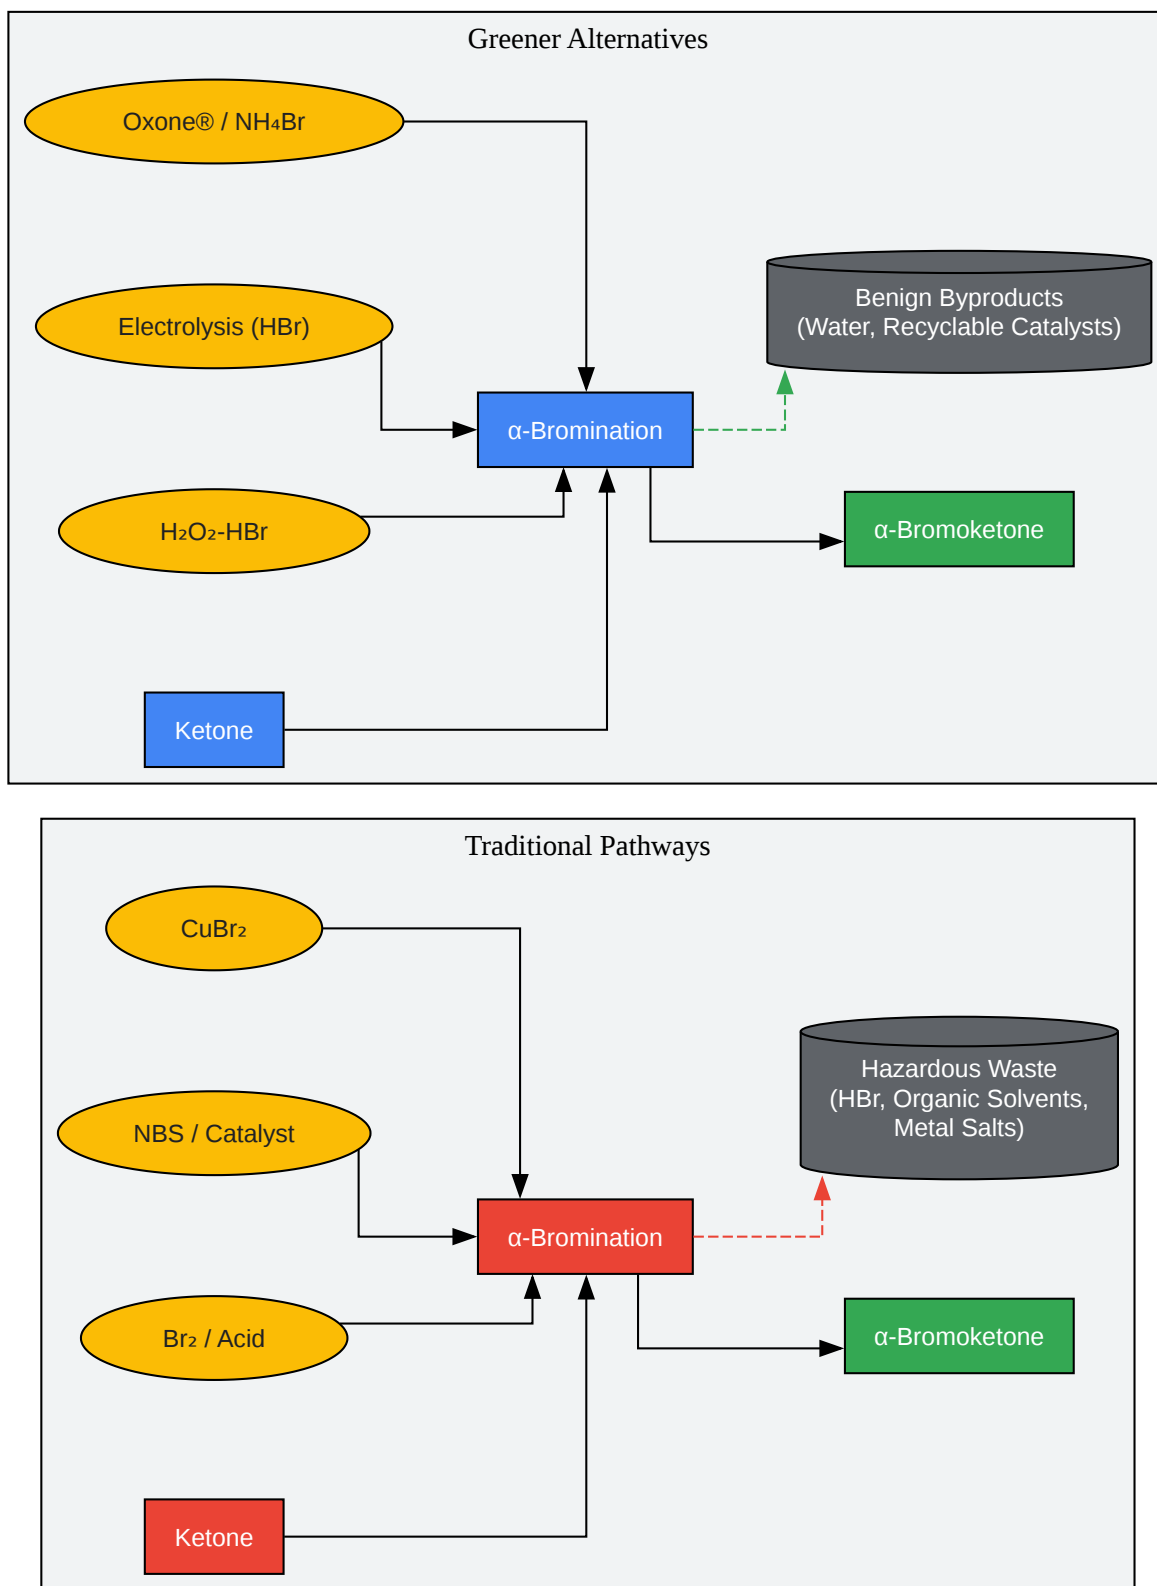 Greener Alternatives
Oxone® / NH₄Br
Electrolysis (HBr)
H₂O₂-HBr
Ketone
α-Bromination
Benign Byproducts
(Water, Recyclable Catalysts)
α-Bromoketone
Traditional Pathways
CuBr₂
NBS / Catalyst
Br₂ / Acid
Ketone
α-Bromination
Hazardous Waste
(HBr, Organic Solvents,
Metal Salts)
α-Bromoketone